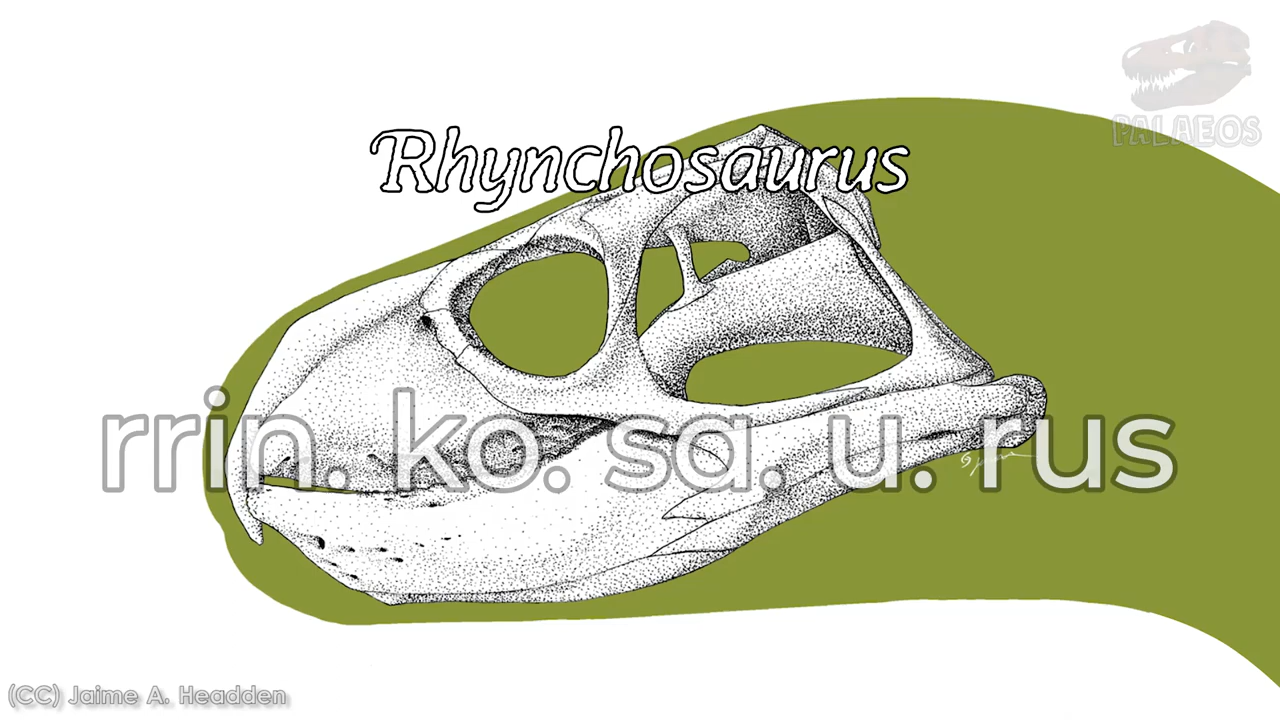 PALAEOS
Rhynchosaurus
rrin. ko. sa. u. rus
(CC) Jaime A. Headden